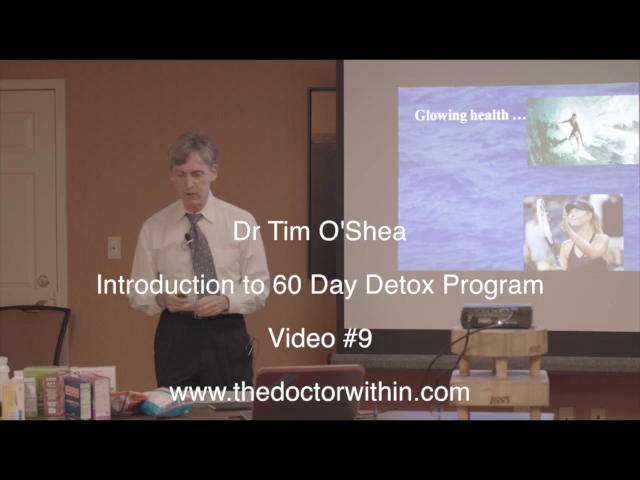 Glowing health ...
Dr Tim O'Shea
Introduction to 60 Day Detox Program
Video #9
www.thedoctorwithin.com